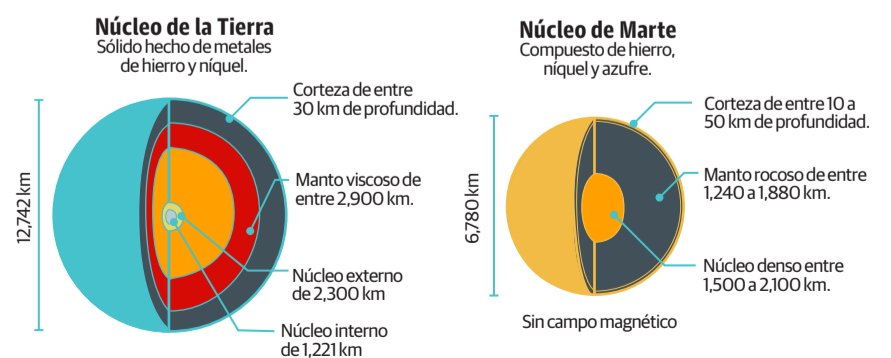 Núcleo de la Tierra
Sólido hecho de metales
de hierro y níquel.
12,742 km
Corteza de entre
30 km de profundidad.
Manto viscoso de
entre 2,900 km.
Núcleo externo
de 2,300 km
Núcleo interno
de 1,221 km
Núcleo de Marte
Compuesto de hierro,
níquel y azufre.
6,780 km
Corteza de entre 10 a
50 km de profundidad.
Manto rocoso de entre
1,240 a 1,880 km.
Núcleo denso entre
1,500 a 2,100 km.
Sin campo magnético